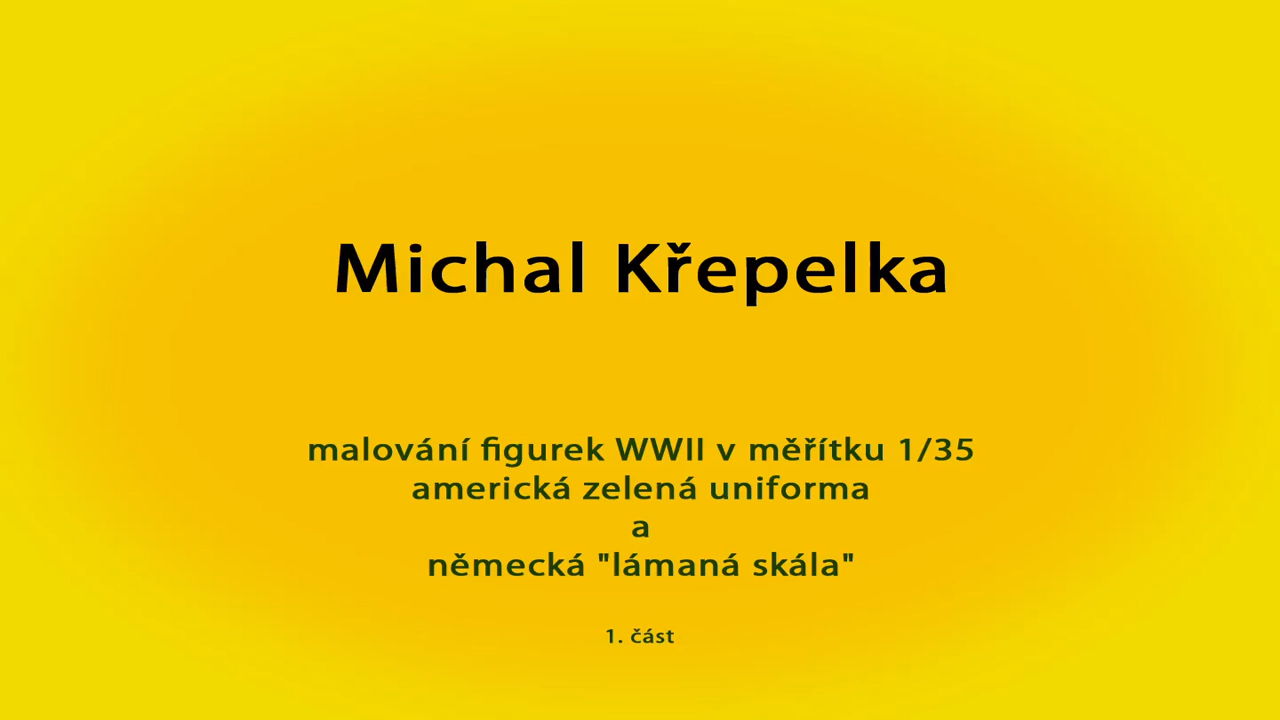 Michal Křepelka
malování figurek WWII v měřítku 1/35
americká zelená uniforma
a
německá "lámaná skála"
1. část